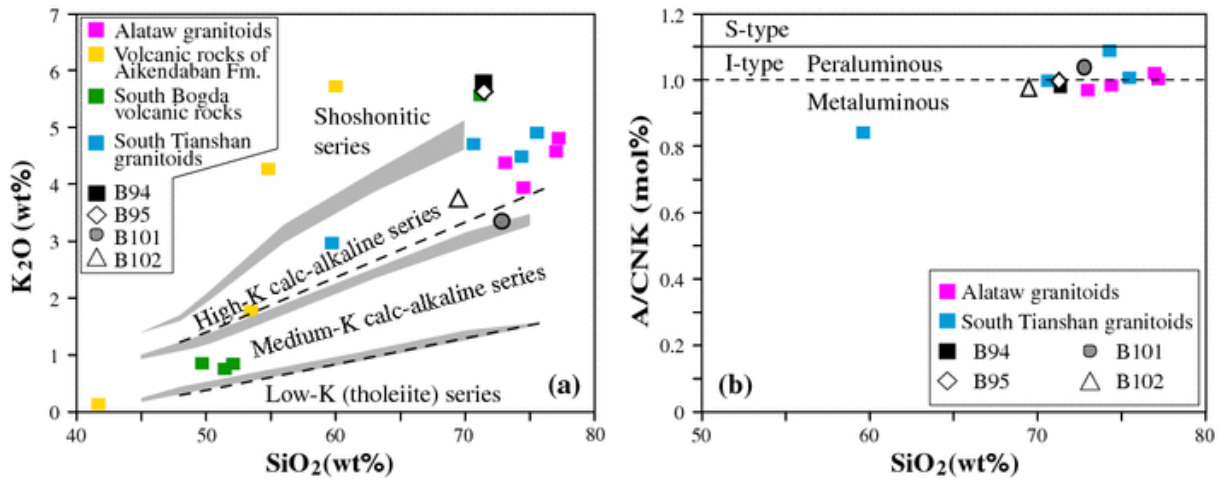 7
6
5
4
3
2
1
0
K₂O (wt%)
Alataw granitoids
Volcanic rocks of
Aikendaban Fm.
South Bogda
volcanic rocks
South Tianshan
granitoids
B94
B95
B101
B102
Shoshonitic
series
High-K calc-alkaline series
Medium-K calc-alkaline series
Low-K (tholeiite) series
(a)
40
50
60
70
80
SiO₂(wt%)
1.2
1.0
0.8
0.6
0.4
0.2
0
A/CNK (mol%)
S-type
I-type
Peraluminous
Metaluminous
Alataw granitoids
South Tianshan granitoids
B94
B101
B95
B102
(b)
50
60
70
80
SiO₂(wt%)